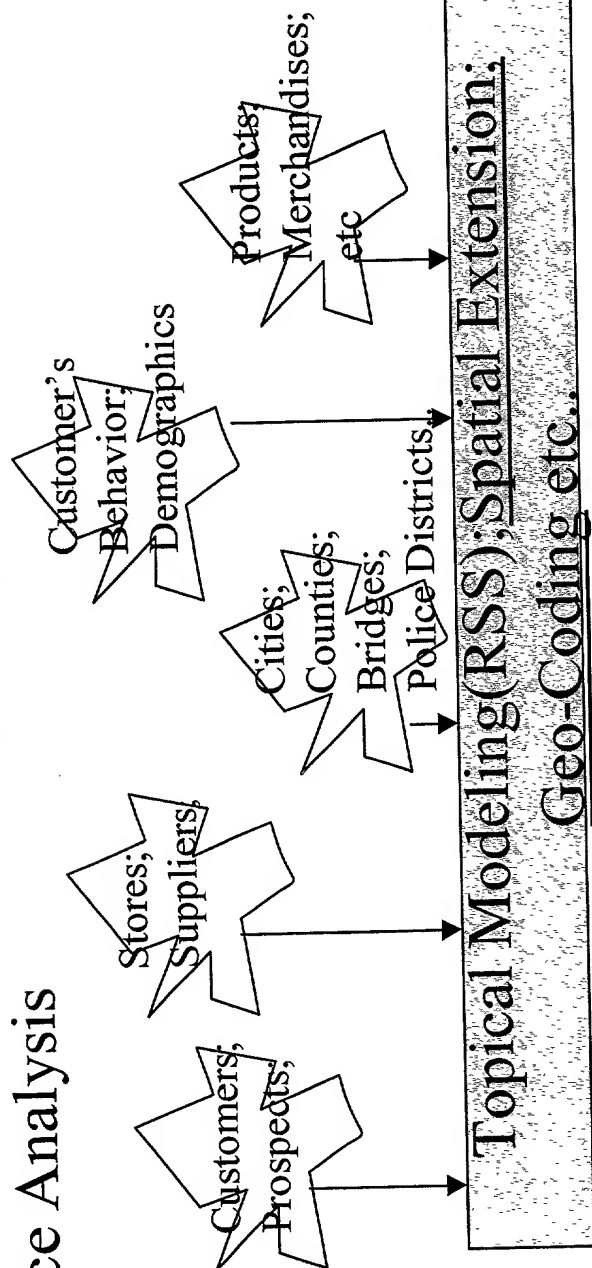 ce Analysis
Customers;
Prospects;
Stores;
Suppliers,
Cities;
Counties;
Bridges;
Police Districts..
Customer's
Behavior;
Demographics
Products;
Merchandises;
etc
Topical Modeling(RSS);Spatial Extension;
Geo-Coding etc..